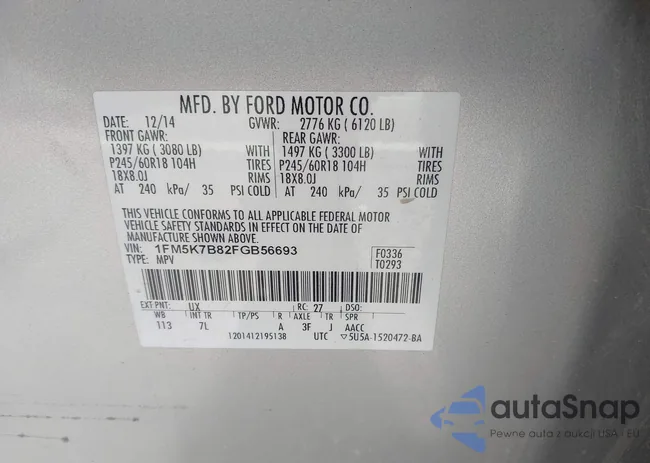 MFD. BY FORD MOTOR CO.
DATE: 12/14 GVWR: 2776 KG ( 6120 LB)
FRONT GAWR: REAR GAWR:
1397 KG ( 3080 LB) WITH 1497 KG ( 3300 LB) WITH
P245/60R18 104H TIRES P245/60R18 104H TIRES
18X8.0J RIMS 18X8.0J RIMS
AT 240 kPa/ 35 PSI COLD AT 240 kPa/ 35 PSI COLD
THIS VEHICLE CONFORMS TO ALL APPLICABLE FEDERAL MOTOR
VEHICLE SAFETY STANDARDS IN EFFECT ON THE DATE OF
MANUFACTURE SHOWN ABOVE.
VIN: 1FM5K7B82FGB56693 F0336
TYPE: MPV T0293
EXT PNT: UX RC: 27 DSO:
WB INT TR TP/PS R AXLE TR SPR
113 7L A 3F J AACC
1201412195138 UTC ▽5U5A-1520472-BA
autaSnap
Pewne auta z aukcji USA - EU